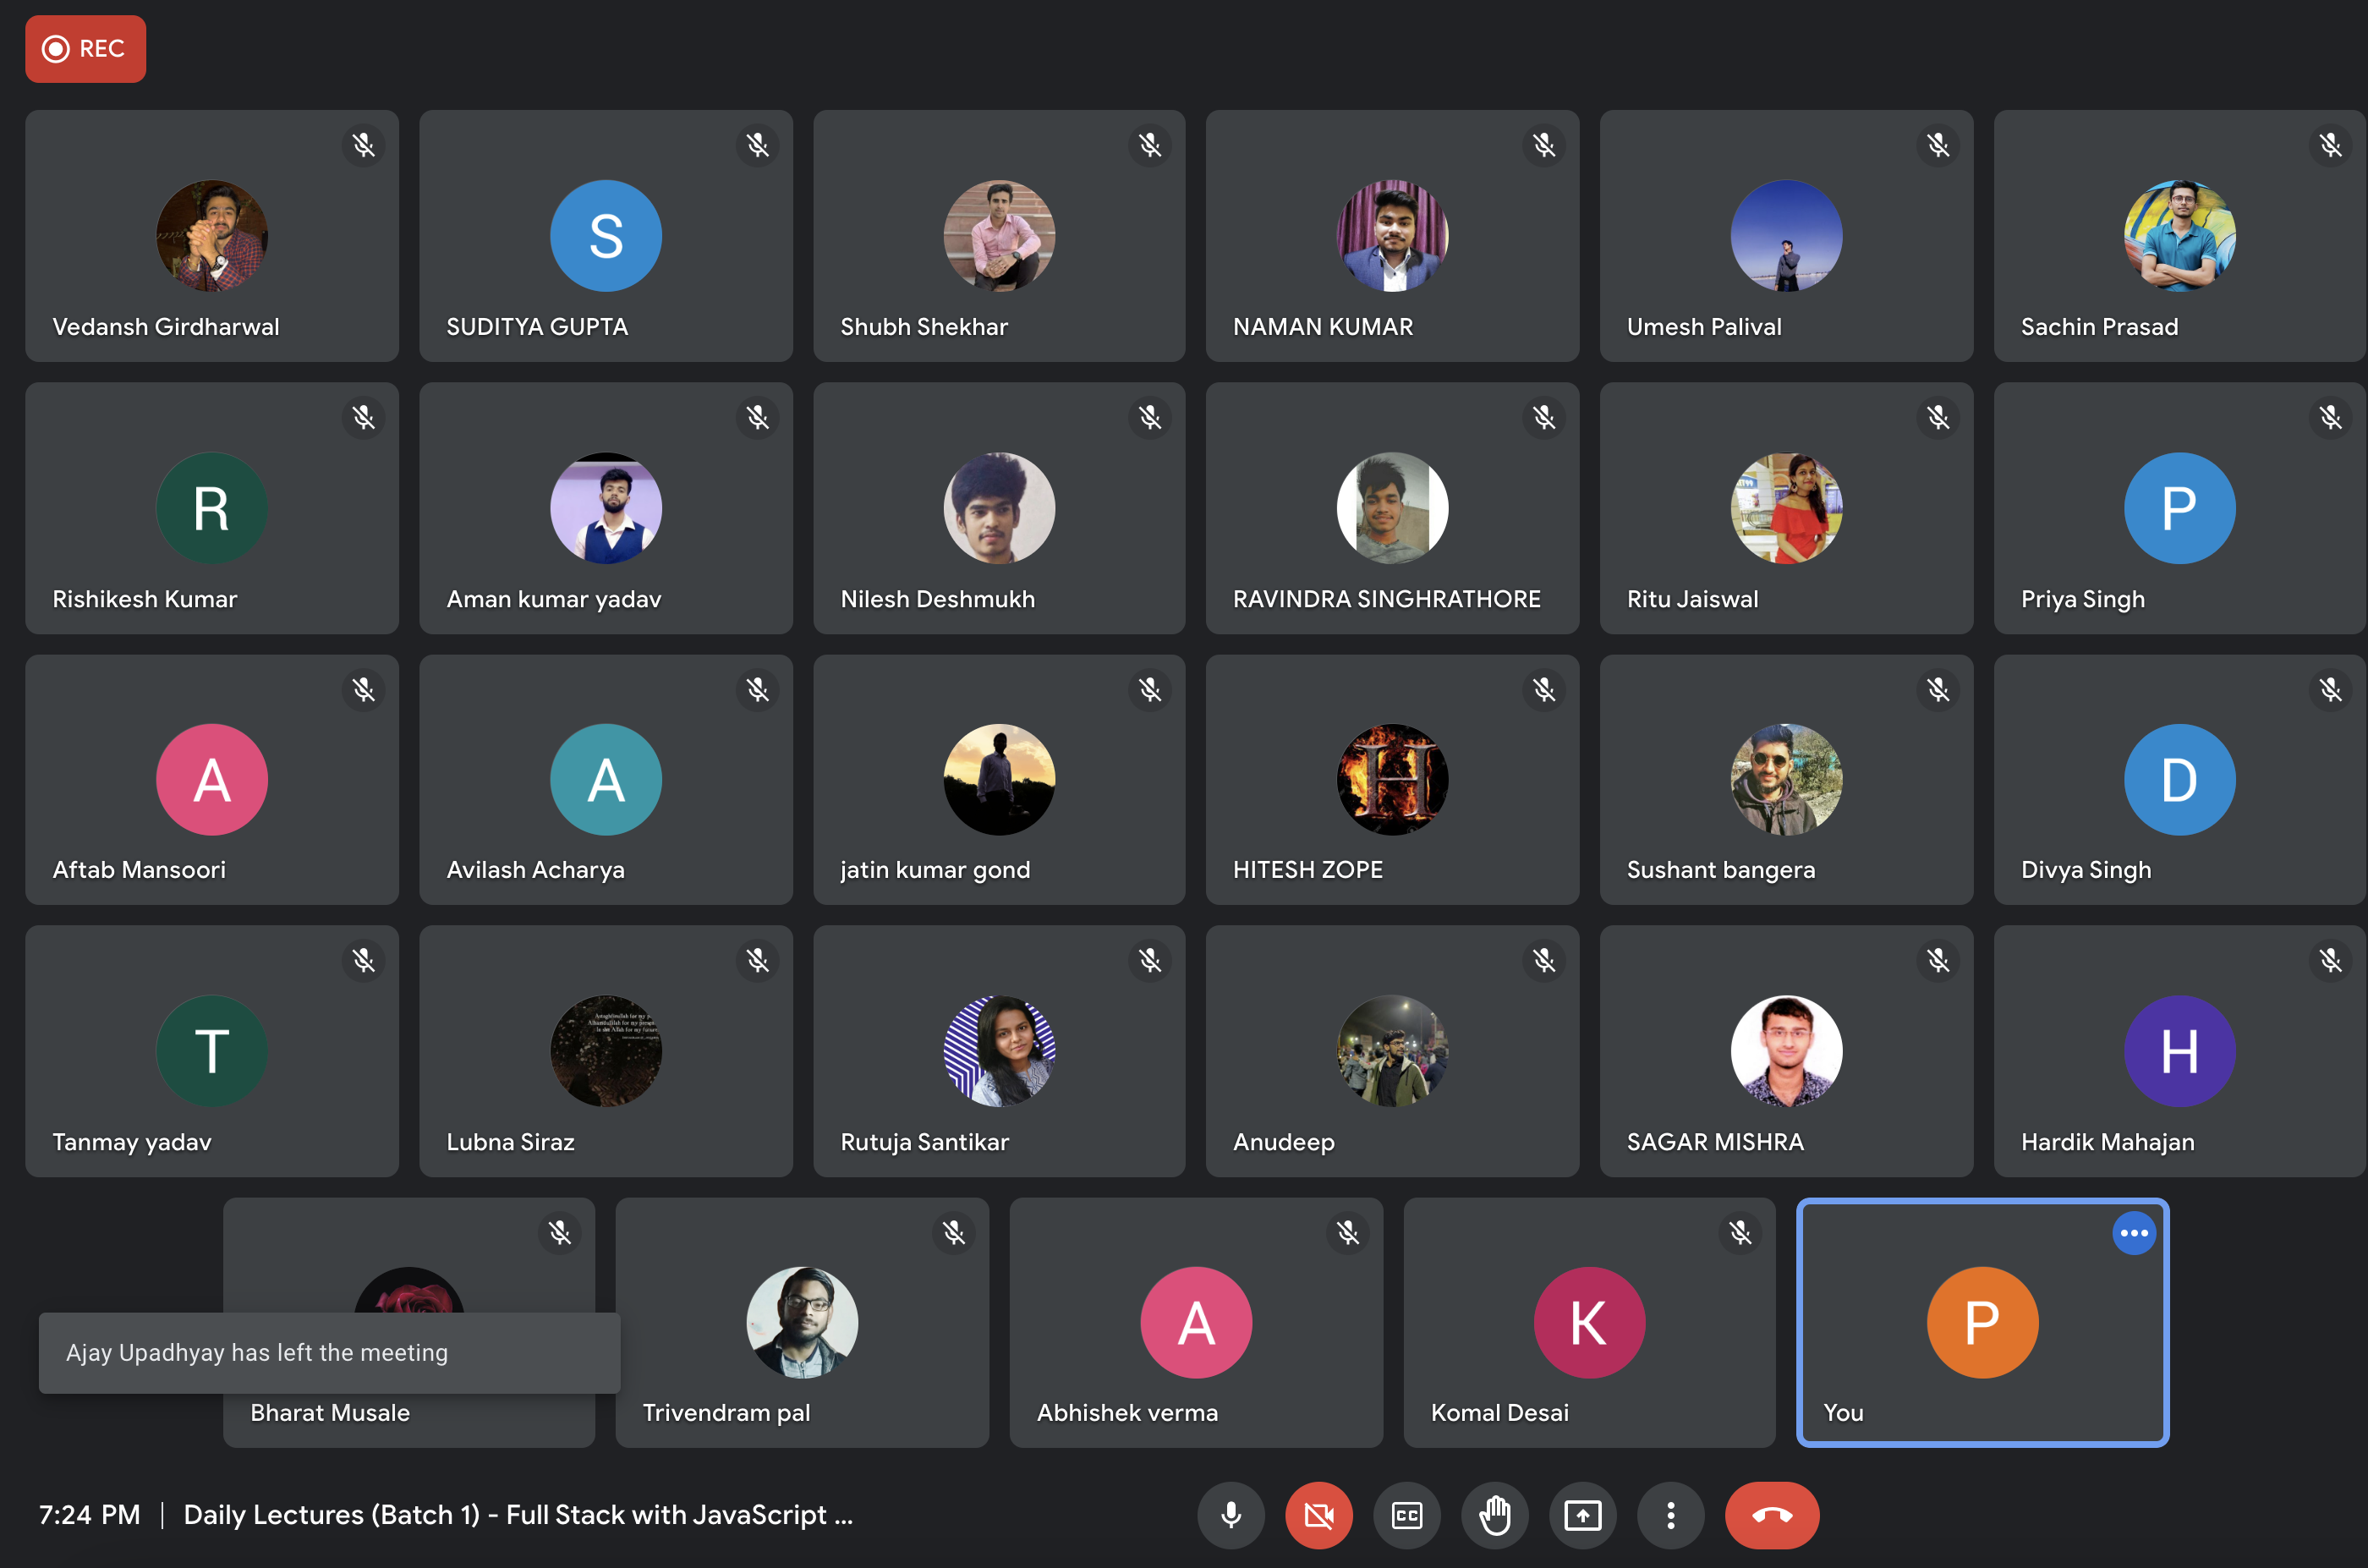 REC
Vedansh Girdharwal
S
SUDITYA GUPTA
Shubh Shekhar
NAMAN KUMAR
Umesh Palival
Sachin Prasad
R
Rishikesh Kumar
Aman kumar yadav
Nilesh Deshmukh
RAVINDRA SINGHRATHORE
Ritu Jaiswal
P
Priya Singh
A
Aftab Mansoori
A
Avilash Acharya
jatin kumar gond
H
HITESH ZOPE
Sushant bangera
D
Divya Singh
T
Tanmay yadav
Lubna Siraz
Rutuja Santikar
Anudeep
SAGAR MISHRA
H
Hardik Mahajan
Ajay Upadhyay has left the meeting
Bharat Musale
Trivendram pal
A
Abhishek verma
K
Komal Desai
P
You
7:24 PM | Daily Lectures (Batch 1) - Full Stack with JavaScript ...
CC